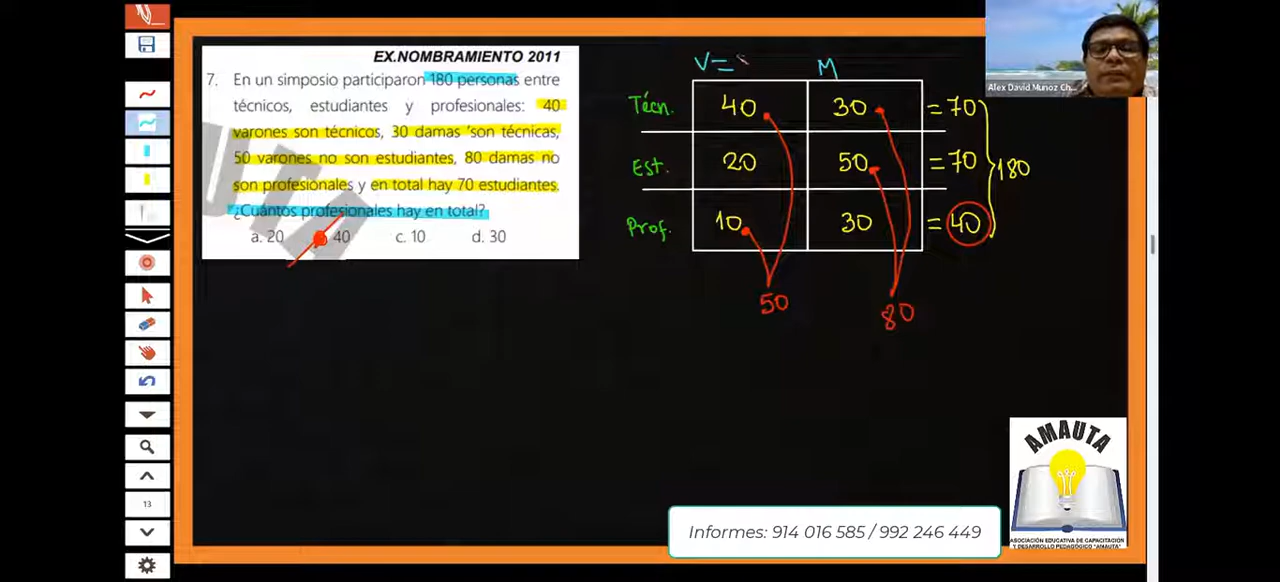 EX.NOMBRAMIENTO 2011
7. En un simposio participaron 180 personas entre
técnicos, estudiantes y profesionales: 40
varones son técnicos, 30 damas son técnicas,
50 varones no son estudiantes, 80 damas no
son profesionales y en total hay 70 estudiantes.
¿Cuántos profesionales hay en total?
a. 20 40 c. 10 d. 30
V= M
Técn. 40 30 =70
Est. 20 50 =70
180
Prof. 10 30 = 40
50 80
Alex David Munoz Ch...
13
AMAUTA
ASOCIACIÓN EDUCATIVA DE CAPACITACIÓN
Y DESARROLLO PEDAGÓGICO "AMAUTA"
Informes: 914 016 585 / 992 246 449